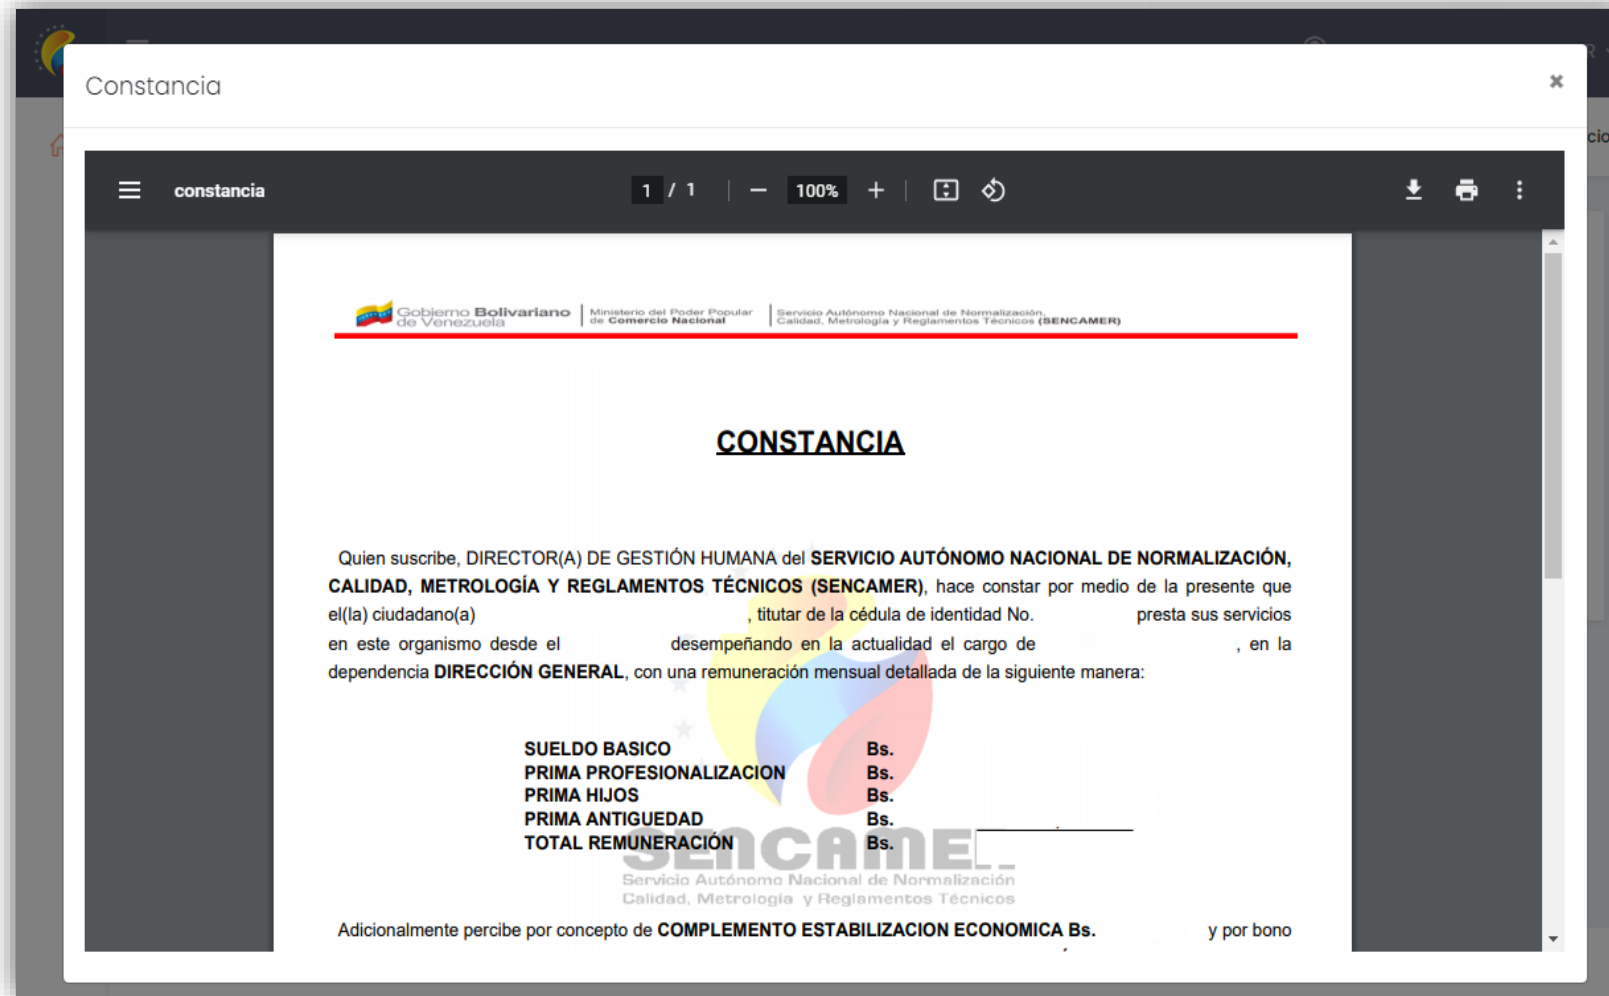 R
Constancia
cio
constancia
1 / 1
100%
Gobierno Bolivariano
de Venezuela
Ministerio del Poder Popular
de Comercio Nacional
Servicio Autónomo Nacional de Normalización,
Calidad, Metrología y Reglamentos Técnicos (SENCAMER)
CONSTANCIA
Quien suscribe, DIRECTOR(A) DE GESTIÓN HUMANA del SERVICIO AUTÓNOMO NACIONAL DE NORMALIZACIÓN,
CALIDAD, METROLOGÍA Y REGLAMENTOS TÉCNICOS (SENCAMER), hace constar por medio de la presente que
el(la) ciudadano(a) , titutar de la cédula de identidad No. presta sus servicios
en este organismo desde el desempeñando en la actualidad el cargo de , en la
dependencia DIRECCIÓN GENERAL, con una remuneración mensual detallada de la siguiente manera:
SUELDO BASICO Bs.
PRIMA PROFESIONALIZACION Bs.
PRIMA HIJOS Bs.
PRIMA ANTIGUEDAD Bs.
TOTAL REMUNERACIÓN Bs.
SENCAME
Servicio Autónomo Nacional de Normalización
Calidad, Metrología y Reglamentos Técnicos
Adicionalmente percibe por concepto de COMPLEMENTO ESTABILIZACION ECONOMICA Bs. y por bono